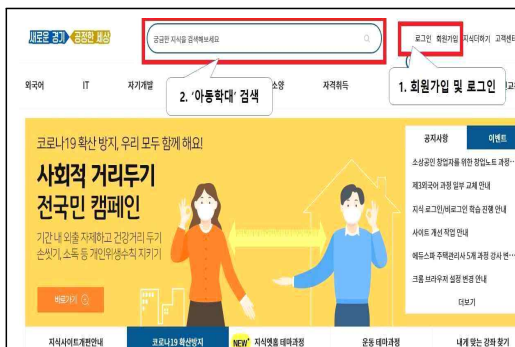 새로운 경기 공정한 세상
궁금한 지식을 검색해보세요
로그인 회원가입 지식더하기 고객센터
외국어 IT 자기개발 소양 자격취득
2. ‘아동학대’ 검색
1. 회원가입 및 로그인
코로나19 확산 방지, 우리 모두 함께 해요!
사회적 거리두기
전국민 캠페인
기간 내 외출 자제하고 건강거리 두기
손씻기, 소독 등 개인위생수칙 지키기
바로가기
공지사항 이벤트
소상공인 창업자를 위한 창업노트 과정…
제3외국어 과정 일부 교체 안내
지식 로그인/비로그인 학습 진행 안내
사이트 개선 작업 안내
에듀스파 주택관리사 5개 과정 강사 변…
크롬 브라우저 설정 변경 안내
더보기
지식사이트개편안내 코로나19 확산방지 NEW 지식멧홈 테마과정 운동 테마과정 내게 맞는 강좌 찾기